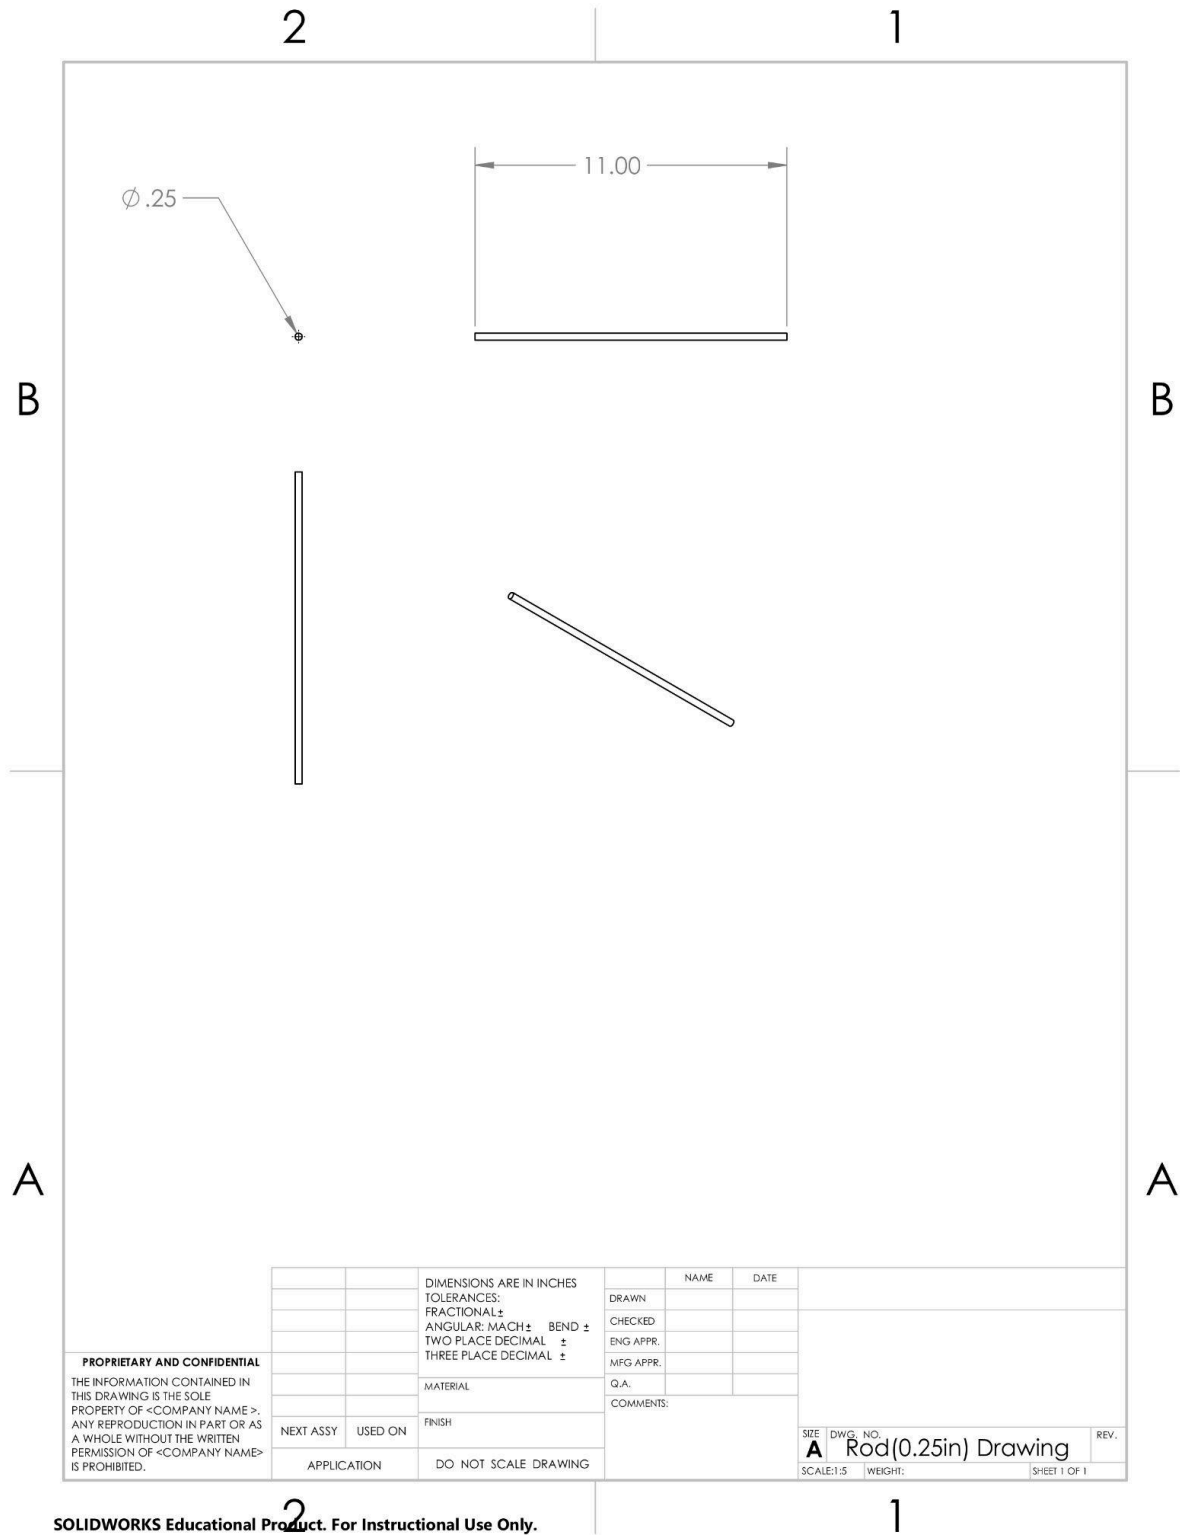 2
1
11.00
∅ .25
B
B
A
A
PROPRIETARY AND CONFIDENTIAL
THE INFORMATION CONTAINED IN
THIS DRAWING IS THE SOLE
PROPERTY OF <COMPANY NAME >.
ANY REPRODUCTION IN PART OR AS
A WHOLE WITHOUT THE WRITTEN
PERMISSION OF <COMPANY NAME>
IS PROHIBITED.
NEXT ASSY
USED ON
APPLICATION
DIMENSIONS ARE IN INCHES
TOLERANCES:
FRACTIONAL ±
ANGULAR: MACH ± BEND ±
TWO PLACE DECIMAL ±
THREE PLACE DECIMAL ±
MATERIAL
FINISH
DO NOT SCALE DRAWING
NAME
DATE
DRAWN
CHECKED
ENG APPR.
MFG APPR.
Q.A.
COMMENTS:
SIZE
A
DWG. NO.
Rod(0.25in) Drawing
REV.
SCALE:1:5
WEIGHT:
SHEET 1 OF 1
2
1
SOLIDWORKS Educational Product. For Instructional Use Only.